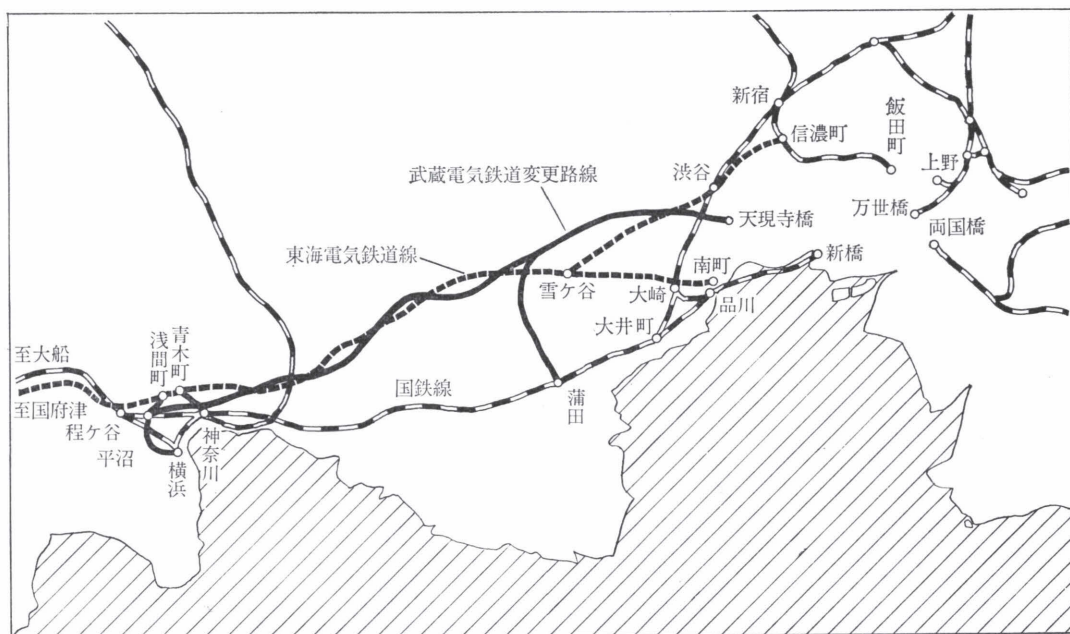 新宿
信濃町
飯田町
上野
渋谷
万世橋
両国橋
武蔵電気鉄道変更路線
天現寺橋
新橋
東海電気鉄道線
南町
雪ケ谷
大崎
品川
大井町
青木町
浅間町
至大船
国鉄線
蒲田
至国府津
程ケ谷
神奈川
平沼
横浜